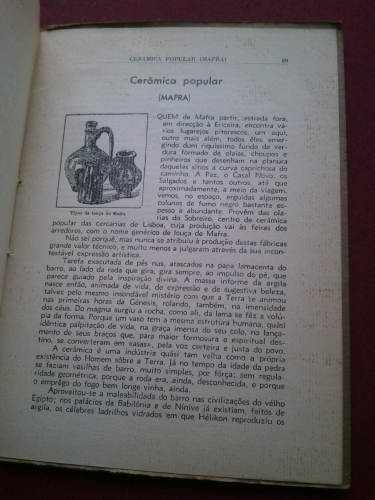 CERÂMICA POPULAR (MAFRA) 99
Cerâmica popular
(MAFRA)
QUEM de Mafra partir, estrada fora,
em direcção à Ericeira, encontra vá-
rios lugarejos pitorescos, um aqui,
outro mais além, todos êles emergindo
dum riquíssimo fundo de ver-
dura formado de olaias, choupos e
pinheiros que desenham na planura
daqueles sítios a curva caprichosa do
caminho. A Paz, o Casal Novo, os
Salgados e tantos outros, até que
aproximadamente, a meio da viagem,
vemos, no espaço, erguidas algumas
colunas de fumo negro bastante es-
pesso e abundante. Provêm das ola-
rias do Sobreiro, centro de cerâmica
Tipos da louça de Mafra
popular das cercanias de Lisboa, cuja produção vai às feiras dos
arredores, com o nome genérico de louça de Mafra.
Não sei porquê, mas nunca se atribuíu à produção destas fábricas
grande valor técnico, e muito menos a julgaram através da sua incon-
testável expressão artística.
Tarefa executada de pés nus, atascados na papa lamacenta do
barro, ao lado da roda que gira, gira sempre, ao impulso do pé, que
parece guiado pela inspiração divina. A massa informe da argila
nasce então, animada de vida, de expressão e de sugestiva beleza,
talvez pelo mesmo insondável mistério com que a Terra se animou
nas primeiras horas da Génesis, rolando, também, na imensidade
dos céus. Do magma surgiu a rocha, como ali, da lama se fêz a volú-
pia da forma. Porque um vaso tem a mesma estrutura humana, quási
idêntica palpitação de vida, na graça imensa do seu colo, no lança-
mento de seus braços que, para maior formosura e espiritual des-
tino, se converteram em «asas», pela voz certeira e justa do povo.
A cerâmica é uma indústria quási tam velha como a própria
existência do Homem sôbre a Terra. Já no tempo da idade da pedra
se faziam vasilhas de barro, muito simples, por fôrça; sem regula-
ridade geométrica, porque a roda era, ainda, desconhecida, e porque
o emprêgo do fogo bem longe vinha, ainda.
Aproveitou-se a maleabilidade do barro nas civilizações do velho
Egipto; nos palácios da Babilónia e de Nínive já existiam, feitos de
argila, os célebres ladrilhos vidrados em que Hélikon reproduziu os